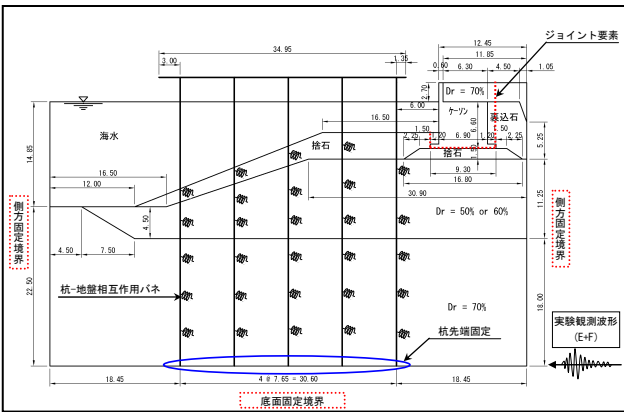 12.45
ジョイント要素
34.95
11.85
3.00
1.35
0.60
6.30
4.50
1.05
Dr = 70%
2.70
6.00
ケーソン
裏込石
6.60
海水
16.50
1.50
2.25
1.20
6.90
1.20
.50
2.25
5.25
捨石
捨石
1.50
14.85
16.50
12.00
9.30
16.80
30.90
側方固定境界
4.50
Dr = 50% or 60%
11.25
側方固定境界
4.50
7.50
22.50
杭-地盤相互作用バネ
Dr = 70%
18.00
杭先端固定
実験観測波形
(E+F)
18.45
4 @ 7.65 = 30.60
18.45
底面固定境界